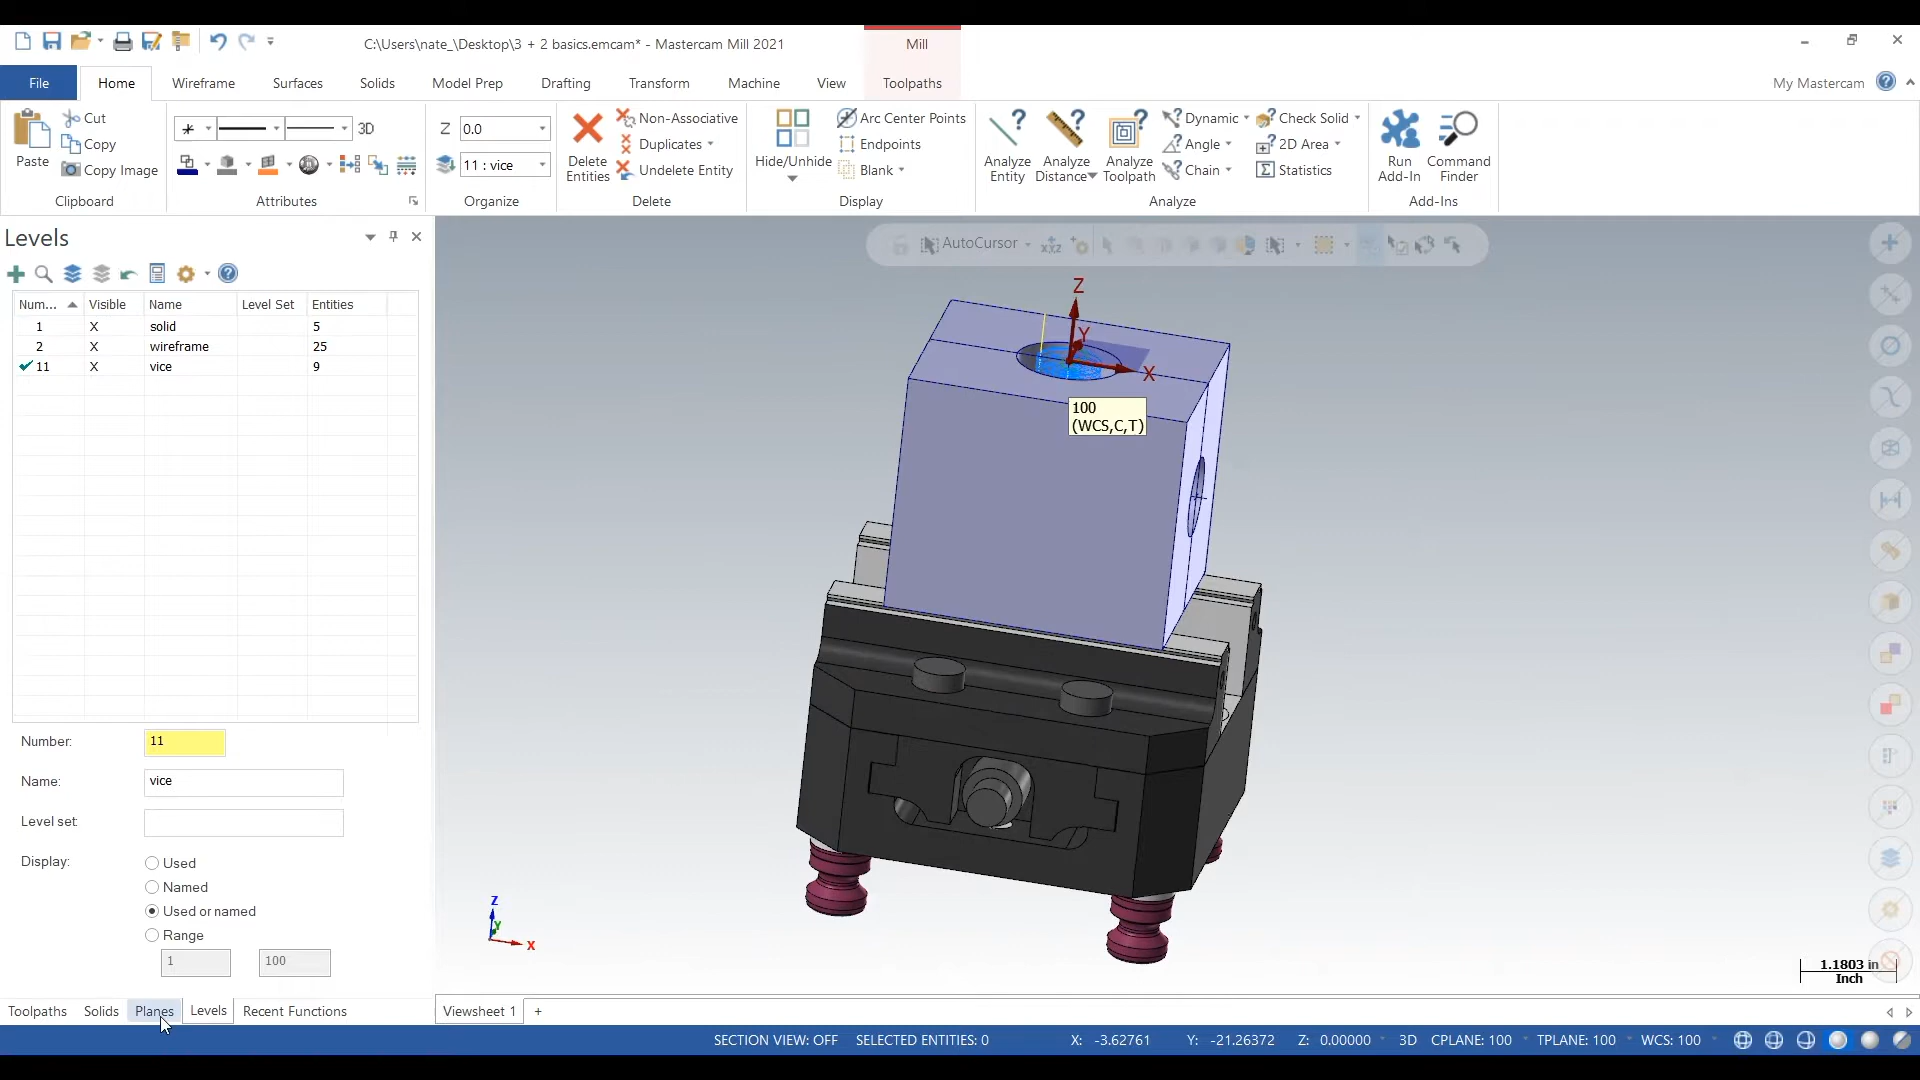 C:\Users\nate_\Desktop\3 + 2 basics.emcam* - Mastercam Mill 2021
Mill
File
Home
Wireframe
Surfaces
Solids
Model Prep
Drafting
Transform
Machine
View
Toolpaths
My Mastercam
Paste
Cut
Copy
Copy Image
Clipboard
3D
Attributes
Z
0.0
11 : vice
Organize
Delete Entities
Non-Associative
Duplicates
Undelete Entity
Delete
Hide/Unhide
Arc Center Points
Endpoints
Blank
Display
Analyze Entity
Analyze Distance
Analyze Toolpath
Dynamic
Angle
Chain
Check Solid
2D Area
Statistics
Analyze
Run Add-In
Command Finder
Add-Ins
Levels
Num... Visible Name Level Set Entities
1 X solid 5
2 X wireframe 25
11 X vice 9
Number: 11
Name: vice
Level set:
Display:
Used
Named
Used or named
Range
1 100
AutoCursor
Z
Y
X
100
(WCS,C,T)
Z
Y
X
1.1803 in
Inch
Toolpaths Solids Planes Levels Recent Functions
Viewsheet 1 +
SECTION VIEW: OFF SELECTED ENTITIES: 0 X: -3.62761 Y: -21.26372 Z: 0.00000 3D CPLANE: 100 TPLANE: 100 WCS: 100